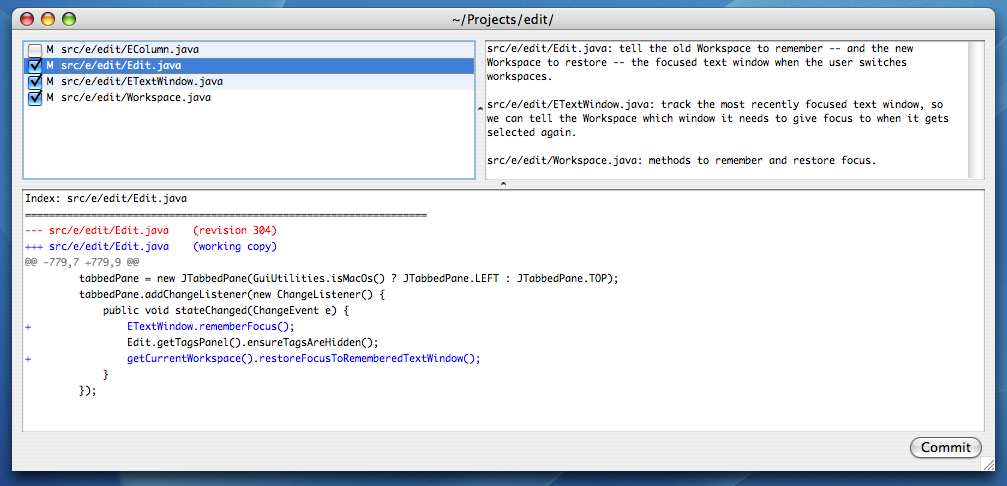 ~/Projects/edit/
M src/e/edit/EColumn.java
M src/e/edit/Edit.java
M src/e/edit/ETextWindow.java
M src/e/edit/Workspace.java
src/e/edit/Edit.java: tell the old Workspace to remember -- and the new
Workspace to restore -- the focused text window when the user switches
workspaces.
src/e/edit/ETextWindow.java: track the most recently focused text window, so
we can tell the Workspace which window it needs to give focus to when it gets
selected again.
src/e/edit/Workspace.java: methods to remember and restore focus.
Index: src/e/edit/Edit.java
===================================================================
--- src/e/edit/Edit.java    (revision 304)
+++ src/e/edit/Edit.java    (working copy)
@@ -779,7 +779,9 @@
         tabbedPane = new JTabbedPane(GuiUtilities.isMacOs() ? JTabbedPane.LEFT : JTabbedPane.TOP);
         tabbedPane.addChangeListener(new ChangeListener() {
             public void stateChanged(ChangeEvent e) {
+                ETextWindow.rememberFocus();
                 Edit.getTagsPanel().ensureTagsAreHidden();
+                getCurrentWorkspace().restoreFocusToRememberedTextWindow();
             }
         });
Commit